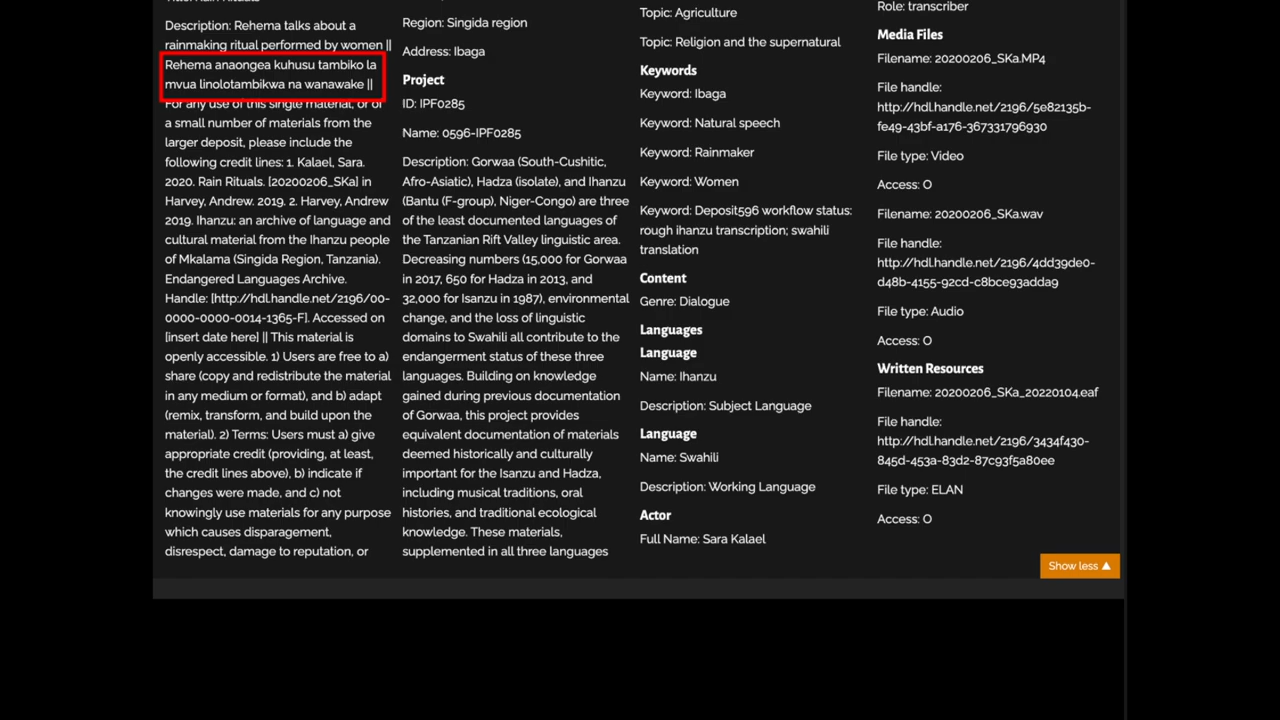 Description: Rehema talks about a
rainmaking ritual performed by women ||
Rehema anaongea kuhusu tambiko la
mvua linolotambikwa na wanawake ||
For any use of this single material, or of
a small number of materials from the
larger deposit, please include the
following credit lines: 1. Kalael, Sara.
2020. Rain Rituals. [20200206_SKa] in
Harvey, Andrew. 2019. 2. Harvey, Andrew
2019. Ihanzu: an archive of language and
cultural material from the Ihanzu people
of Mkalama (Singida Region, Tanzania).
Endangered Languages Archive.
Handle: [http://hdl.handle.net/2196/00-
0000-0000-0014-1365-F]. Accessed on
[insert date here] || This material is
openly accessible. 1) Users are free to a)
share (copy and redistribute the material
in any medium or format), and b) adapt
(remix, transform, and build upon the
material). 2) Terms: Users must a) give
appropriate credit (providing, at least,
the credit lines above), b) indicate if
changes were made, and c) not
knowingly use materials for any purpose
which causes disparagement,
disrespect, damage to reputation, or
Region: Singida region
Address: Ibaga
Project
ID: IPF0285
Name: 0596-IPF0285
Description: Gorwaa (South-Cushitic,
Afro-Asiatic), Hadza (isolate), and Ihanzu
(Bantu (F-group), Niger-Congo) are three
of the least documented languages of
the Tanzanian Rift Valley linguistic area.
Decreasing numbers (15,000 for Gorwaa
in 2017, 650 for Hadza in 2013, and
32,000 for Isanzu in 1987), environmental
change, and the loss of linguistic
domains to Swahili all contribute to the
endangerment status of these three
languages. Building on knowledge
gained during previous documentation
of Gorwaa, this project provides
equivalent documentation of materials
deemed historically and culturally
important for the Isanzu and Hadza,
including musical traditions, oral
histories, and traditional ecological
knowledge. These materials,
supplemented in all three languages
Topic: Agriculture
Topic: Religion and the supernatural
Keywords
Keyword: Ibaga
Keyword: Natural speech
Keyword: Rainmaker
Keyword: Women
Keyword: Deposit596 workflow status:
rough ihanzu transcription; swahili
translation
Content
Genre: Dialogue
Languages
Language
Name: Ihanzu
Description: Subject Language
Language
Name: Swahili
Description: Working Language
Actor
Full Name: Sara Kalael
Role: transcriber
Media Files
Filename: 20200206_SKa.MP4
File handle:
http://hdl.handle.net/2196/5e82135b-
fe49-43bf-a176-367331796930
File type: Video
Access: O
Filename: 20200206_SKa.wav
File handle:
http://hdl.handle.net/2196/4dd39de0-
d48b-4155-92cd-c8bce93adda9
File type: Audio
Access: O
Written Resources
Filename: 20200206_SKa_20220104.eaf
File handle:
http://hdl.handle.net/2196/3434f430-
845d-453a-83d2-87c93f5a80ee
File type: ELAN
Access: O
Show less ▲